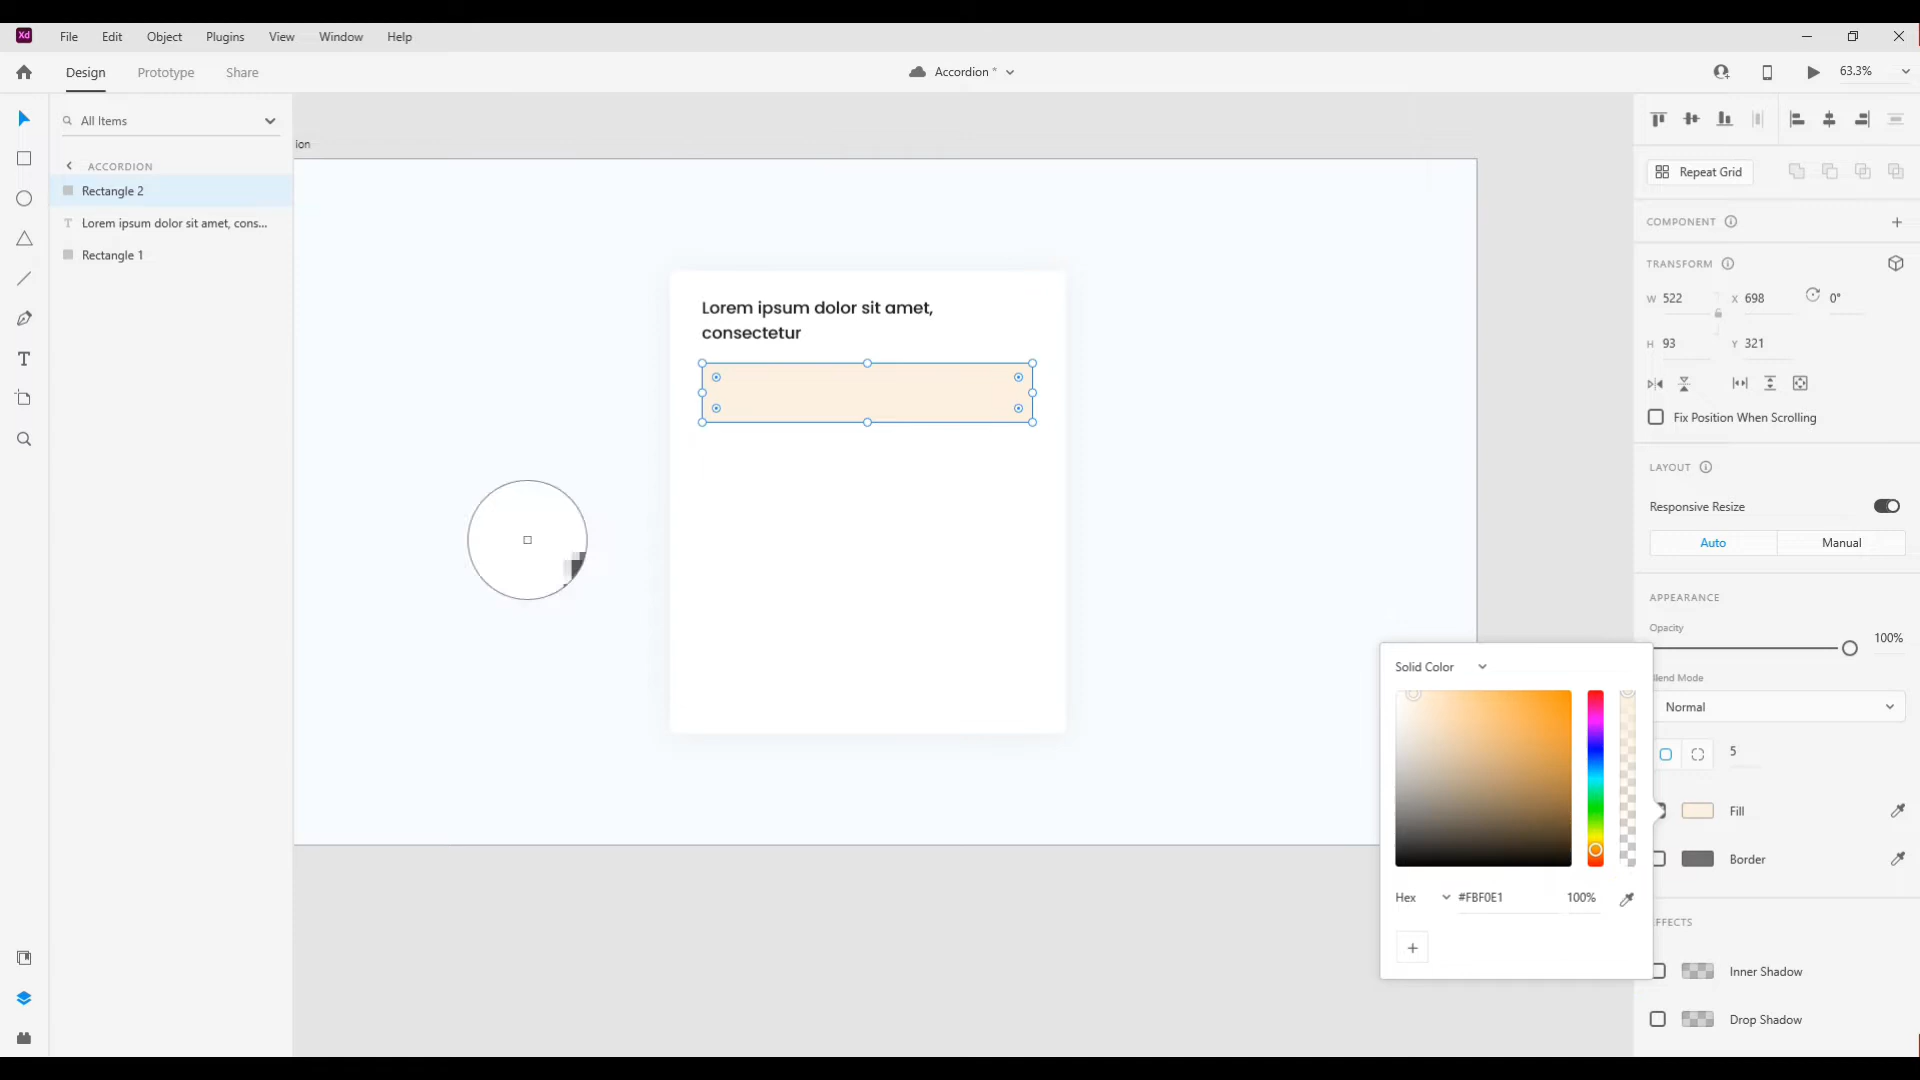 Xd File Edit Object Plugins View Window Help
Design Prototype Share Accordion * 63.3%
All Items
ion
ACCORDION
Rectangle 2
Lorem ipsum dolor sit amet, cons...
Rectangle 1
Lorem ipsum dolor sit amet,
consectetur
Repeat Grid
COMPONENT
TRANSFORM
W 522 X 698 0°
H 93 Y 321
Fix Position When Scrolling
LAYOUT
Responsive Resize
Auto Manual
APPEARANCE
Opacity
100%
Solid Color
Blend Mode
Normal
5
Fill
Border
Hex #FBF0E1 100%
EFFECTS
Inner Shadow
Drop Shadow